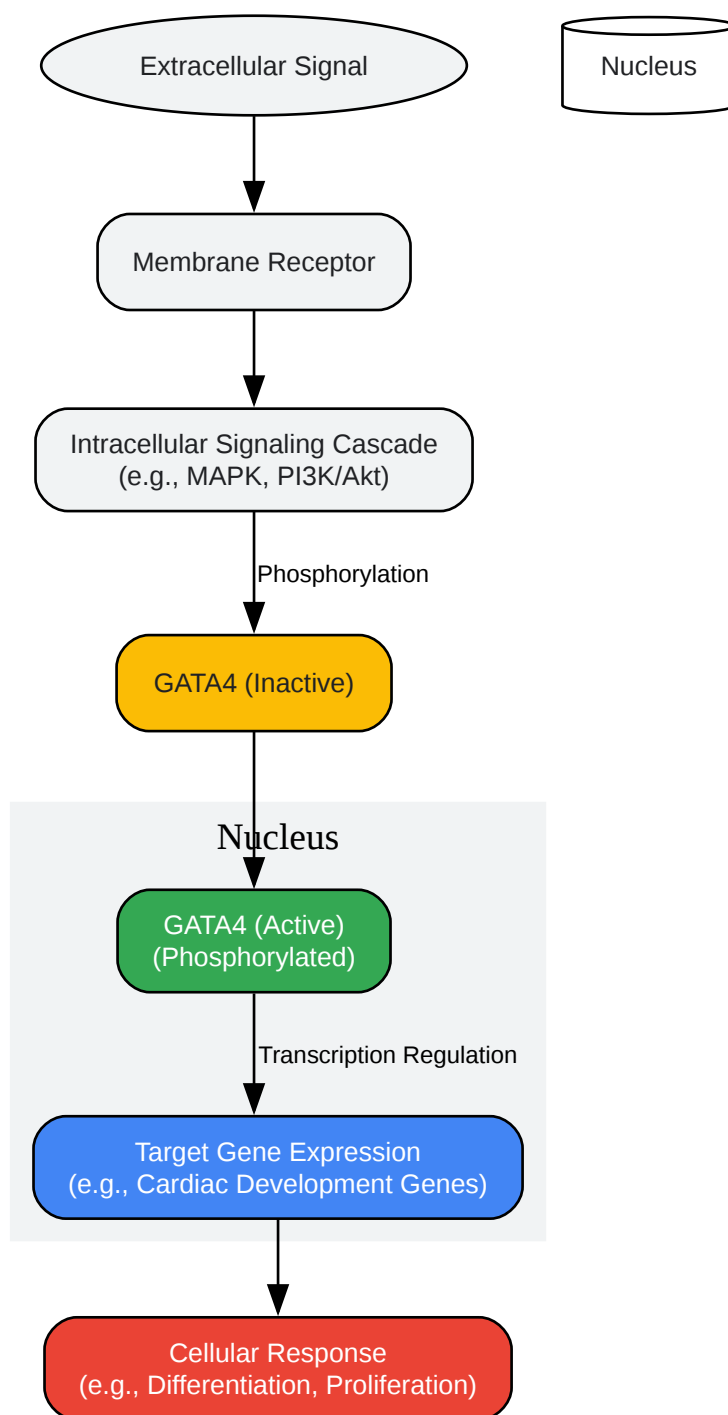 Extracellular Signal
Nucleus
Membrane Receptor
Intracellular Signaling Cascade
(e.g., MAPK, PI3K/Akt)
Phosphorylation
GATA4 (Inactive)
Nucleus
GATA4 (Active)
(Phosphorylated)
Transcription Regulation
Target Gene Expression
(e.g., Cardiac Development Genes)
Cellular Response
(e.g., Differentiation, Proliferation)